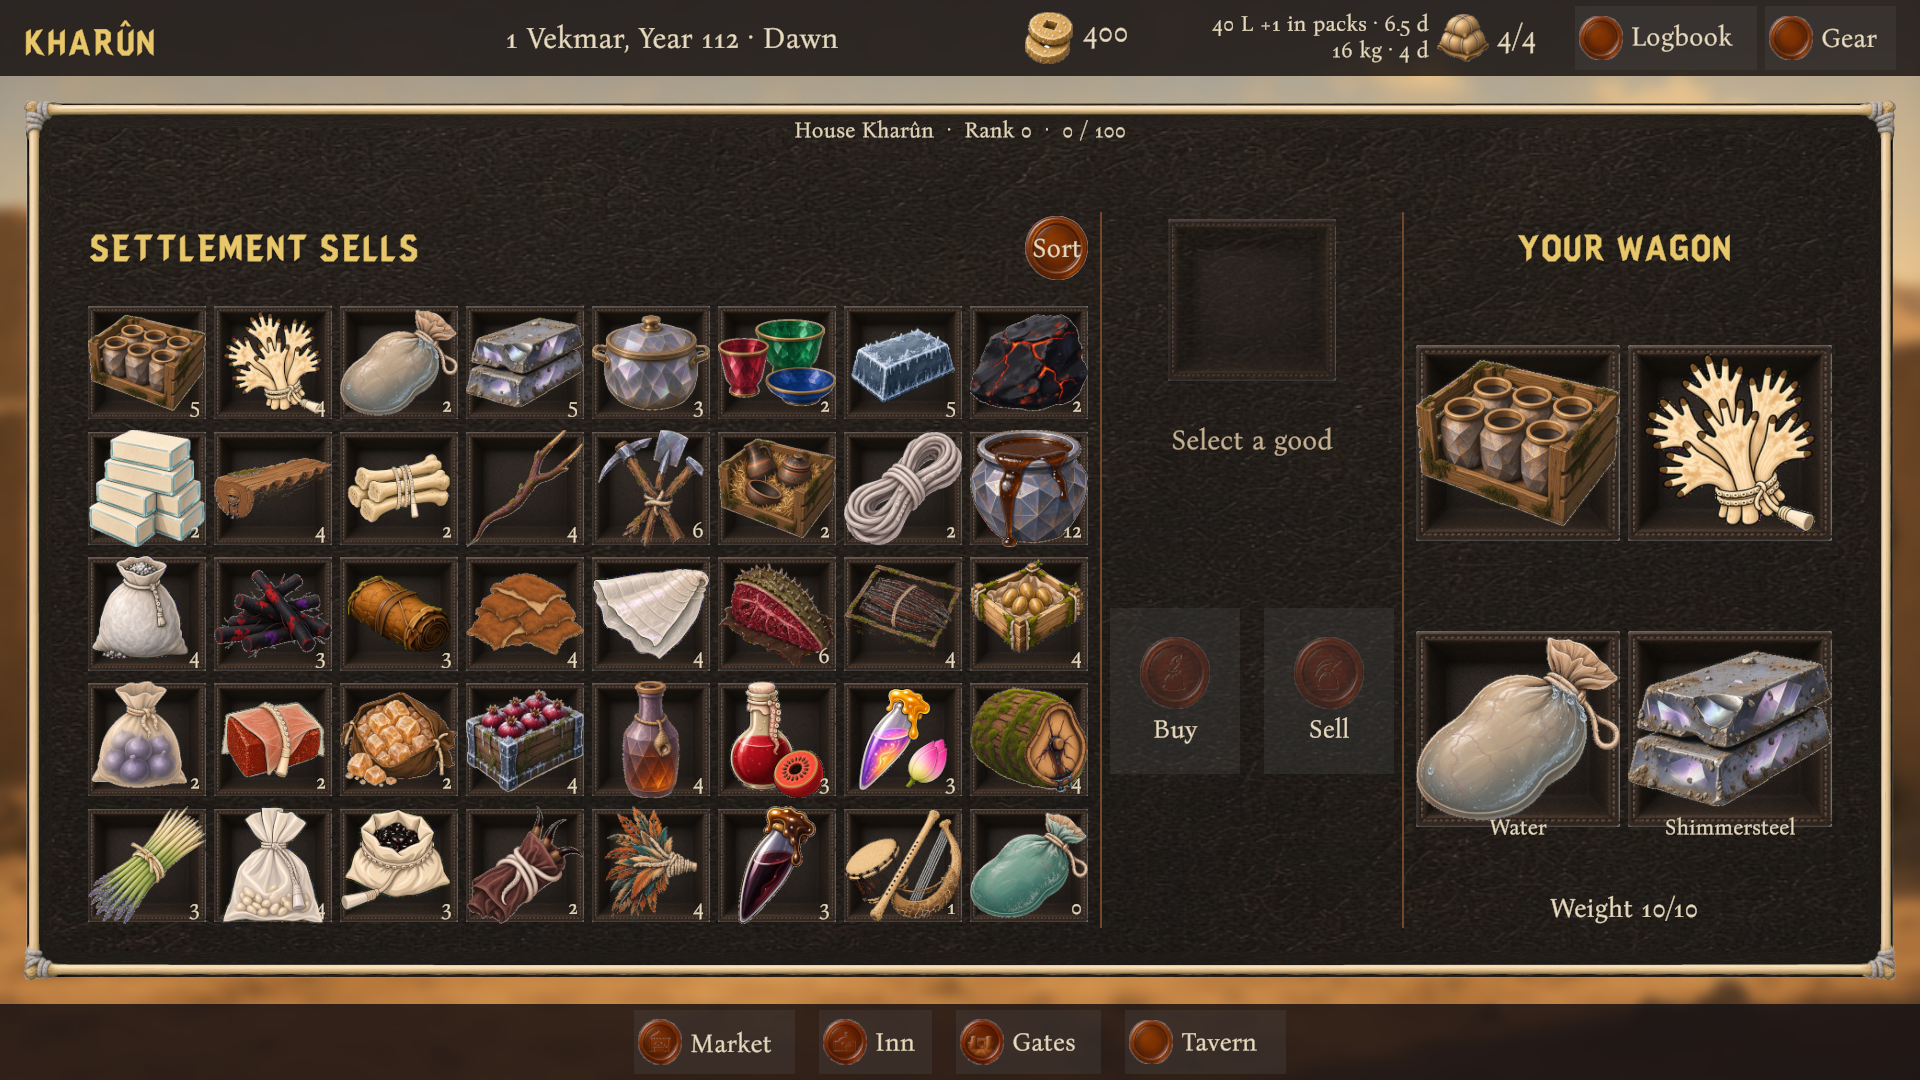 KHARÛN
1 Vekmar, Year 112 · Dawn
400
40 L +1 in packs · 6.5 d
16 kg · 4 d
4/4
Logbook
Gear
House Kharûn · Rank 0 · 0 / 100
SETTLEMENT SELLS
Sort
YOUR WAGON
5 4 2 5 3 2 5 2
2 4 2 4 6 2 2 12
4 3 3 4 4 6 4 4
2 2 2 4 4 3 3 4
3 4 3 2 4 3 1 0
Select a good
Buy
Sell
Water
Shimmersteel
Weight 10/10
Market
Inn
Gates
Tavern